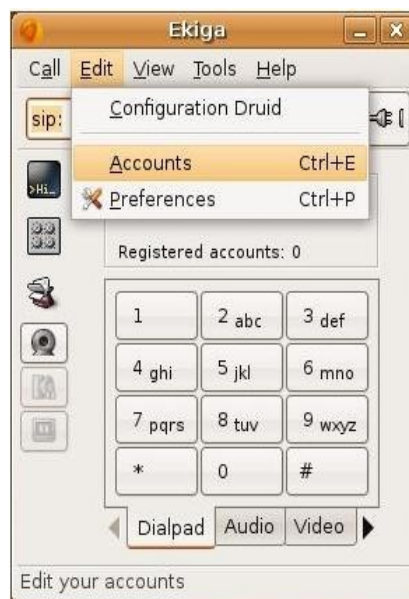 Ekiga
Call Edit View Tools Help
sip:
Configuration Druid
Accounts Ctrl+E
Preferences Ctrl+P
>Hi_
Registered accounts: 0
1 2 abc 3 def
4 ghi 5 jkl 6 mno
7 pqrs 8 tuv 9 wxyz
* 0 #
Dialpad Audio Video
Edit your accounts